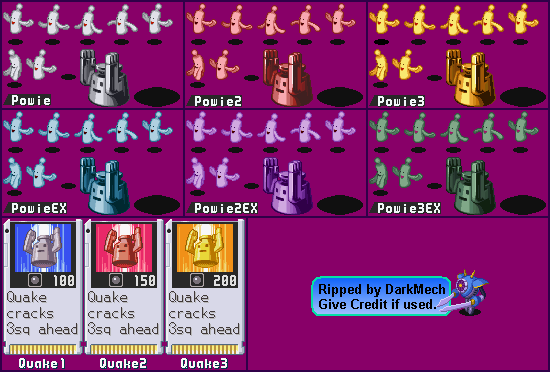 Powie
Powie2
Powie3
PowieEX
Powie2EX
Powie3EX
100
Quake
cracks
3sq ahead
Quake1
150
Quake
cracks
3sq ahead
Quake2
200
Quake
cracks
3sq ahead
Quake3
Ripped by DarkMech
Give Credit if used.